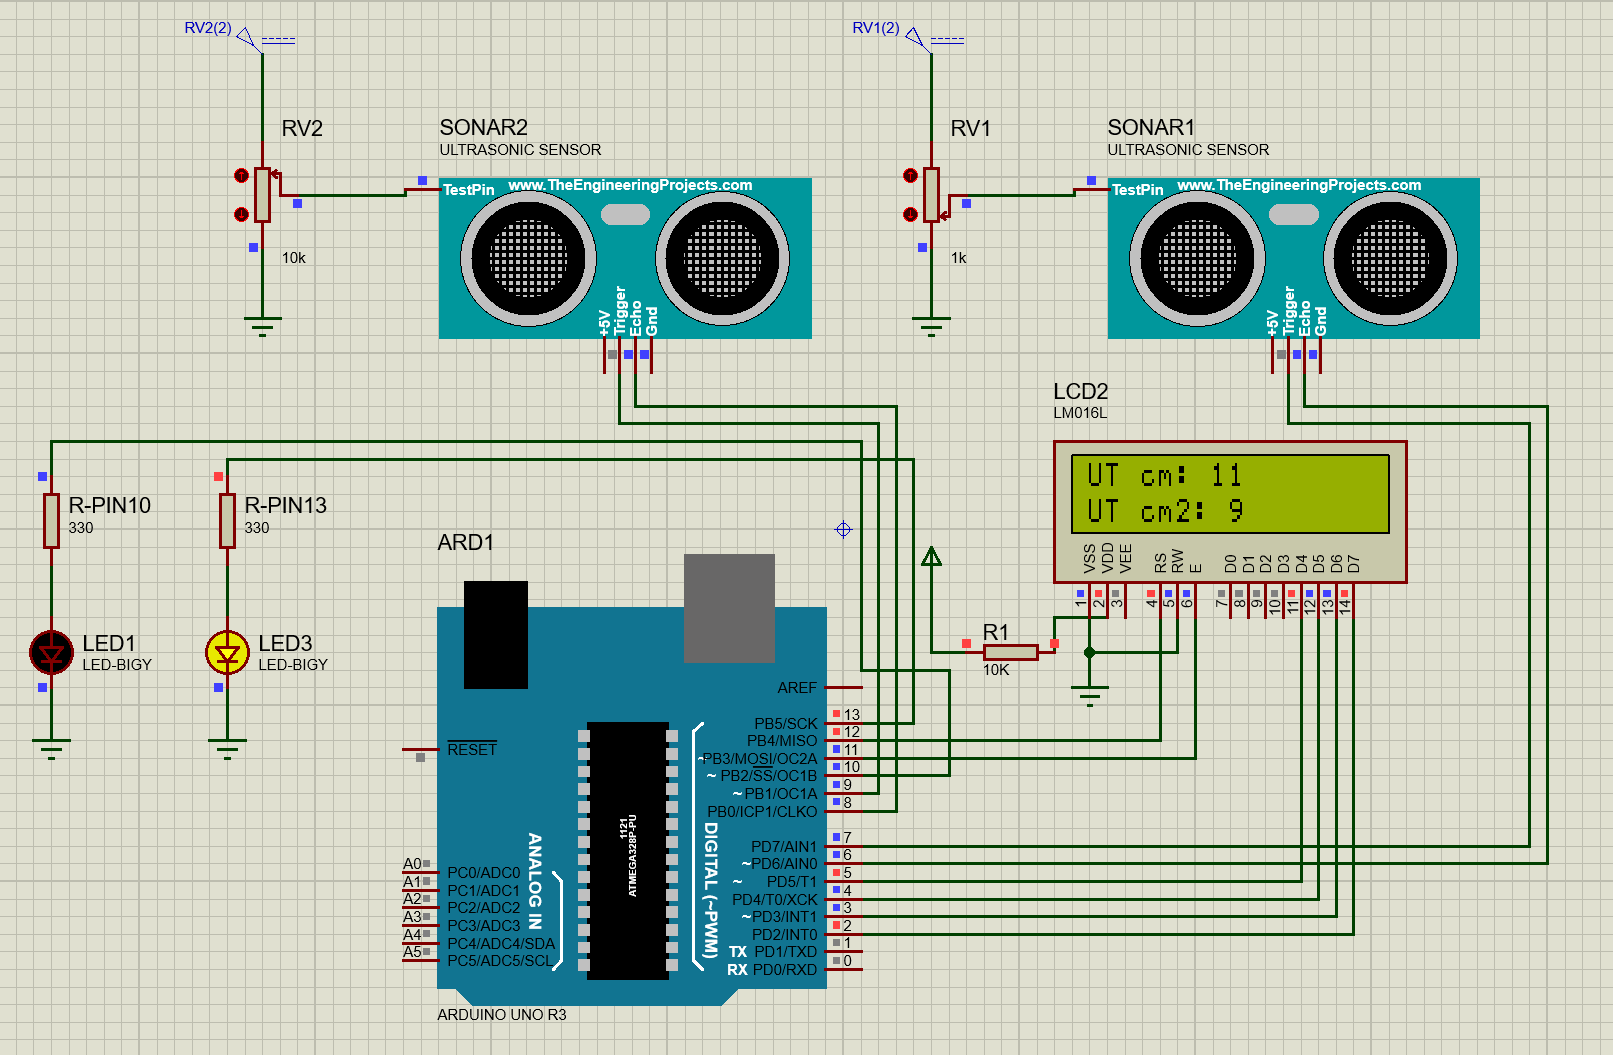 RV2(2)
RV1(2)
RV2
10k
SONAR2
ULTRASONIC SENSOR
TestPin
www.TheEngineeringProjects.com
+5V
Trigger
Echo
Gnd
RV1
1k
SONAR1
ULTRASONIC SENSOR
TestPin
www.TheEngineeringProjects.com
+5V
Trigger
Echo
Gnd
LCD2
LM016L
UT cm: 11
UT cm2: 9
VSS
VDD
VEE
RS
RW
E
D0
D1
D2
D3
D4
D5
D6
D7
1
2
3
4
5
6
7
8
9
10
11
12
13
14
R-PIN10
330
R-PIN13
330
LED1
LED-BIGY
LED3
LED-BIGY
R1
10K
ARD1
AREF
RESET
PB5/SCK 13
PB4/MISO 12
~PB3/MOSI/OC2A 11
~ PB2/SS/OC1B 10
~ PB1/OC1A 9
PB0/ICP1/CLKO 8
PD7/AIN1 7
~PD6/AIN0 6
~ PD5/T1 5
PD4/T0/XCK 4
~PD3/INT1 3
PD2/INT0 2
TX PD1/TXD 1
RX PD0/RXD 0
DIGITAL (~PWM)
1121
ATMEGA328P-PU
ANALOG IN
A0 PC0/ADC0
A1 PC1/ADC1
A2 PC2/ADC2
A3 PC3/ADC3
A4 PC4/ADC4/SDA
A5 PC5/ADC5/SCL
ARDUINO UNO R3